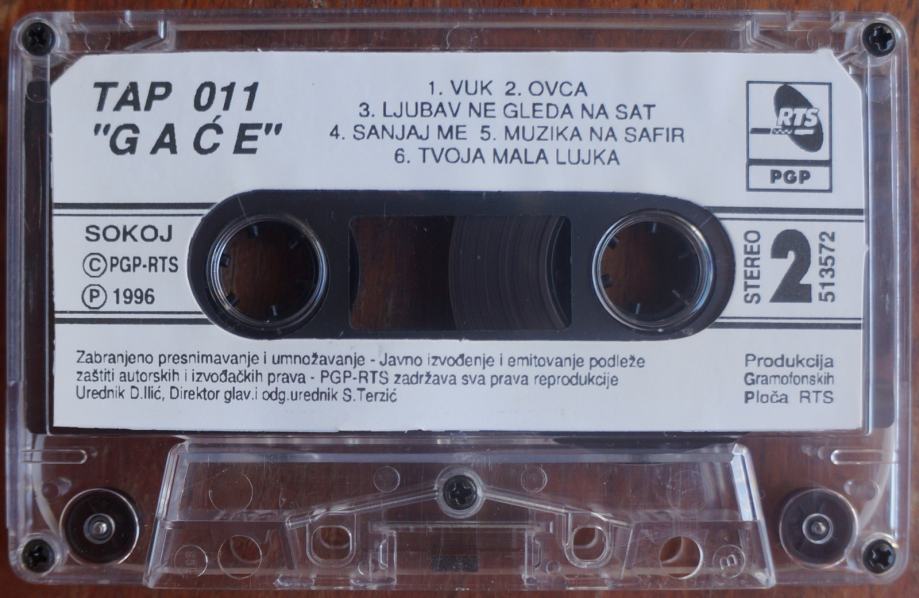 TAP 011
"GAĆE"
1. VUK 2. OVCA
3. LJUBAV NE GLEDA NA SAT
4. SANJAJ ME 5. MUZIKA NA SAFIR
6. TVOJA MALA LUJKA
RTS
PGP
SOKOJ
©PGP-RTS
℗ 1996
STEREO
2
513572
Zabranjeno presnimavanje i umnožavanje - Javno izvođenje i emitovanje podleže
zaštiti autorskih i izvođačkih prava - PGP-RTS zadržava sva prava reprodukcije
Urednik D.Ilić, Direktor glav.i odg.urednik S.Terzić
Produkcija
Gramofonskih
Ploča RTS
B